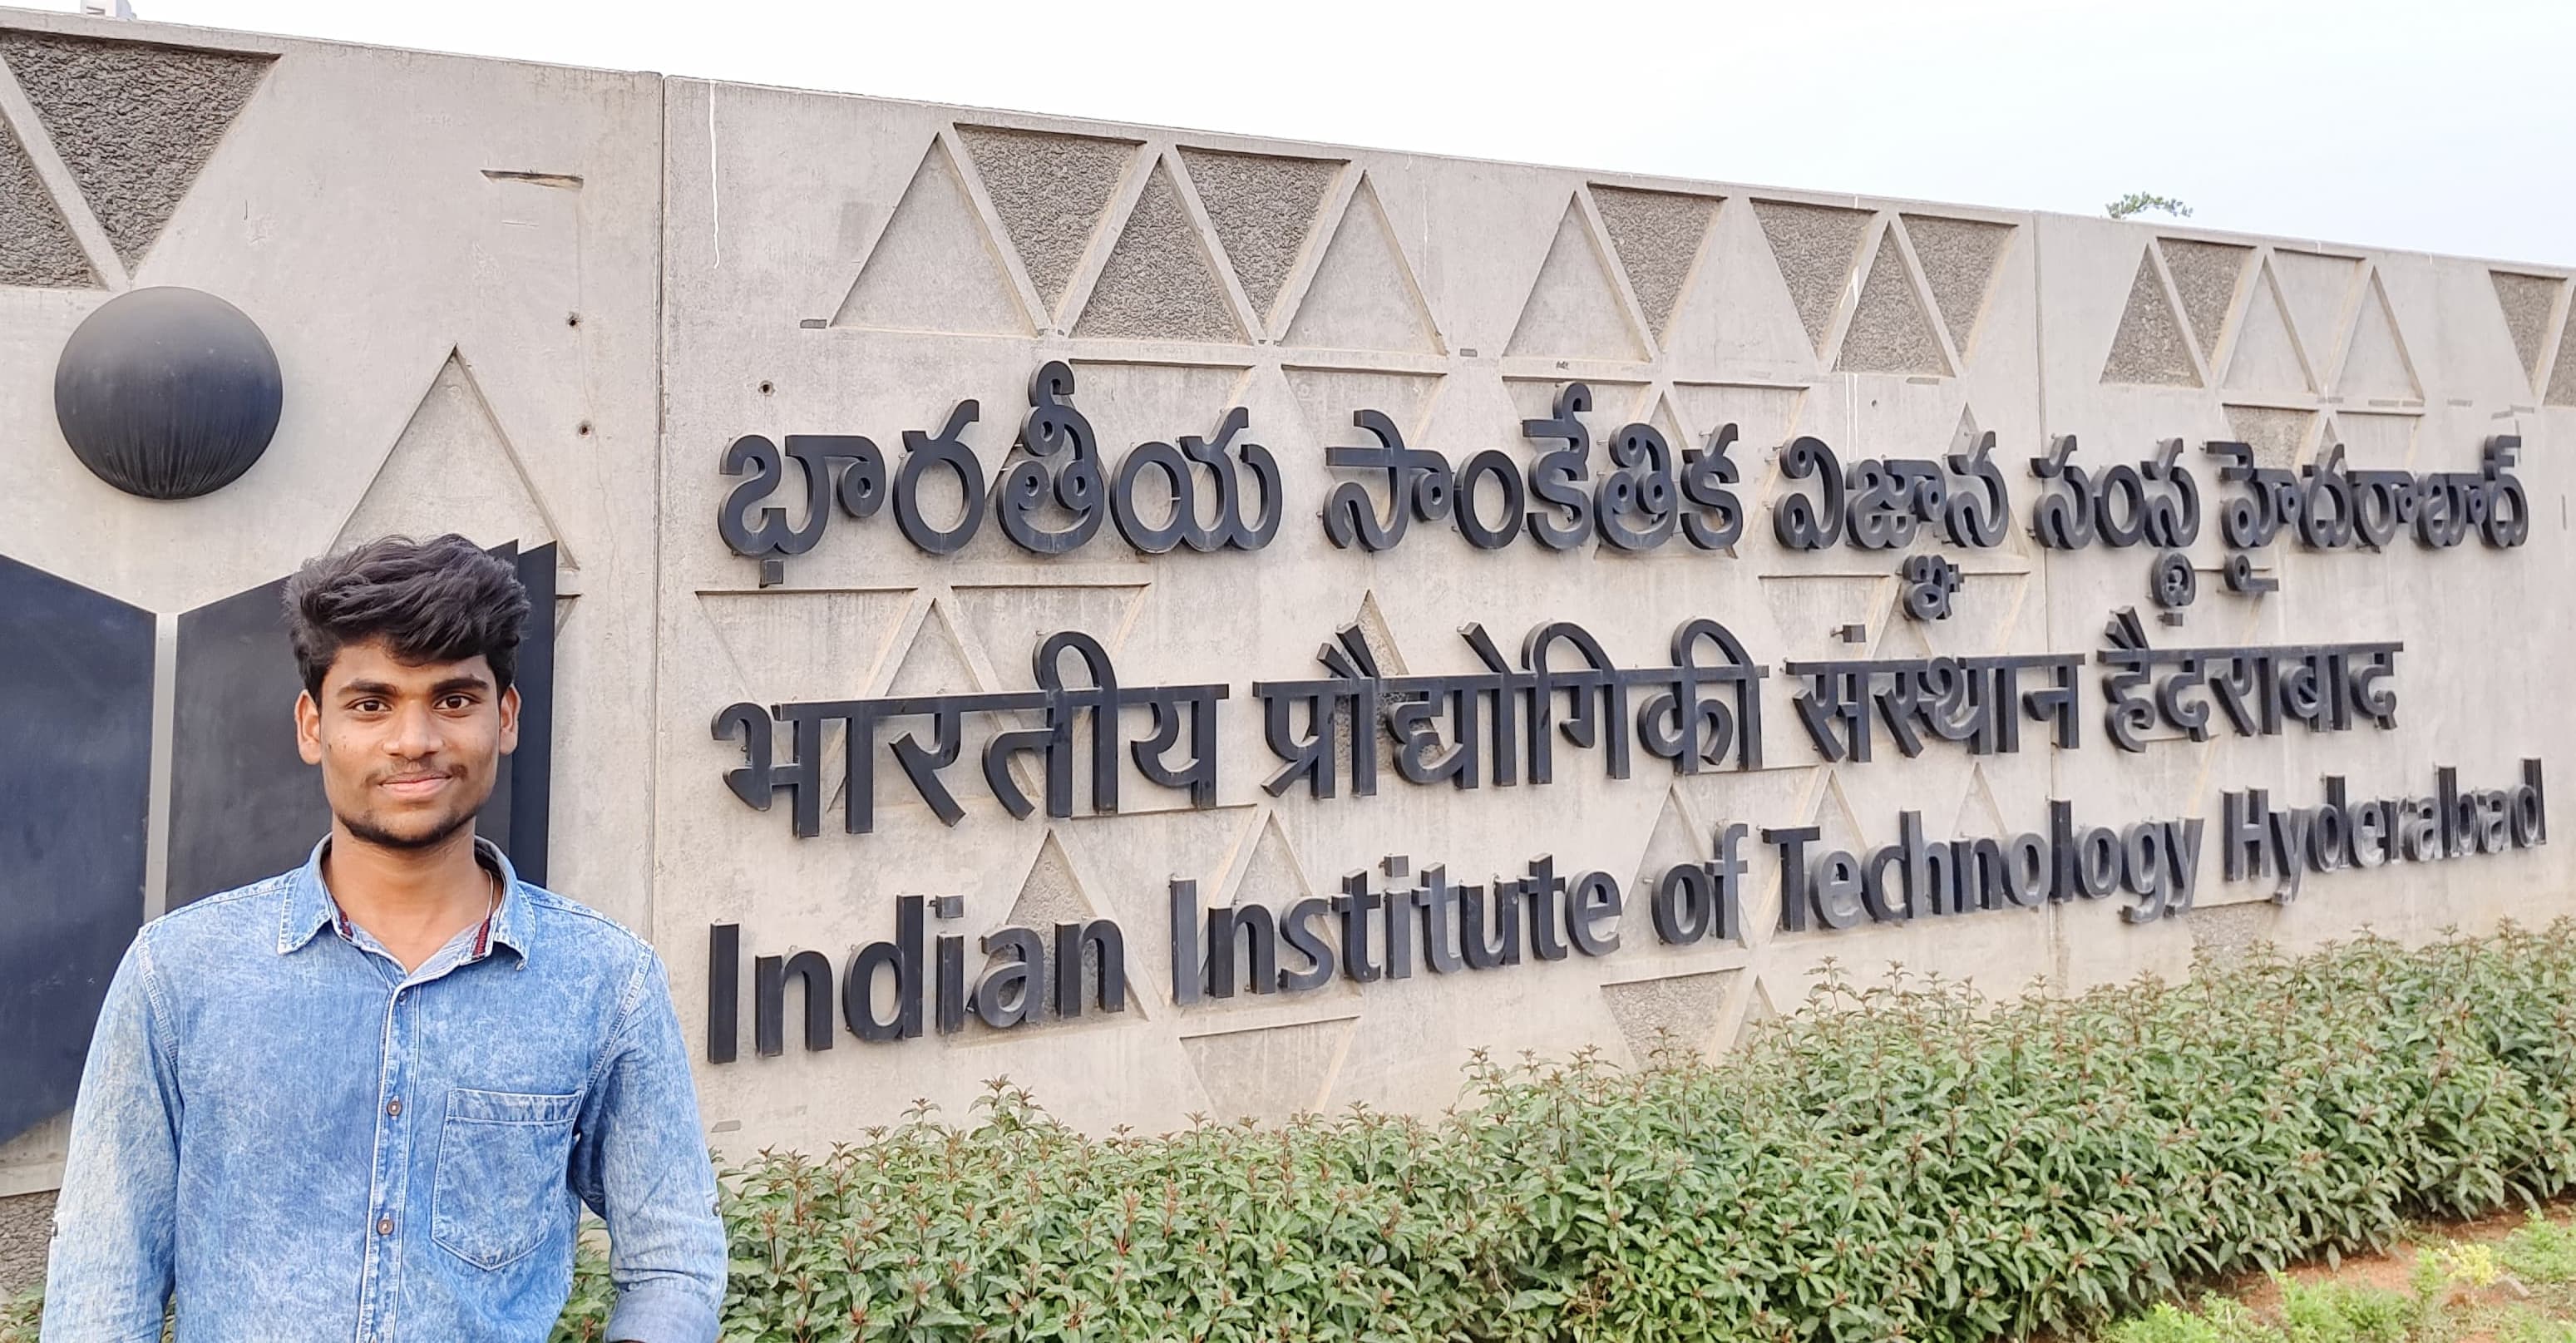 భారతీయ సాంకేతిక విజ్ఞాన సంస్థ హైదరాబాద్
भारतीय प्रौद्योगिकी संस्थान हैदराबाद
Indian Institute of Technology Hyderabad